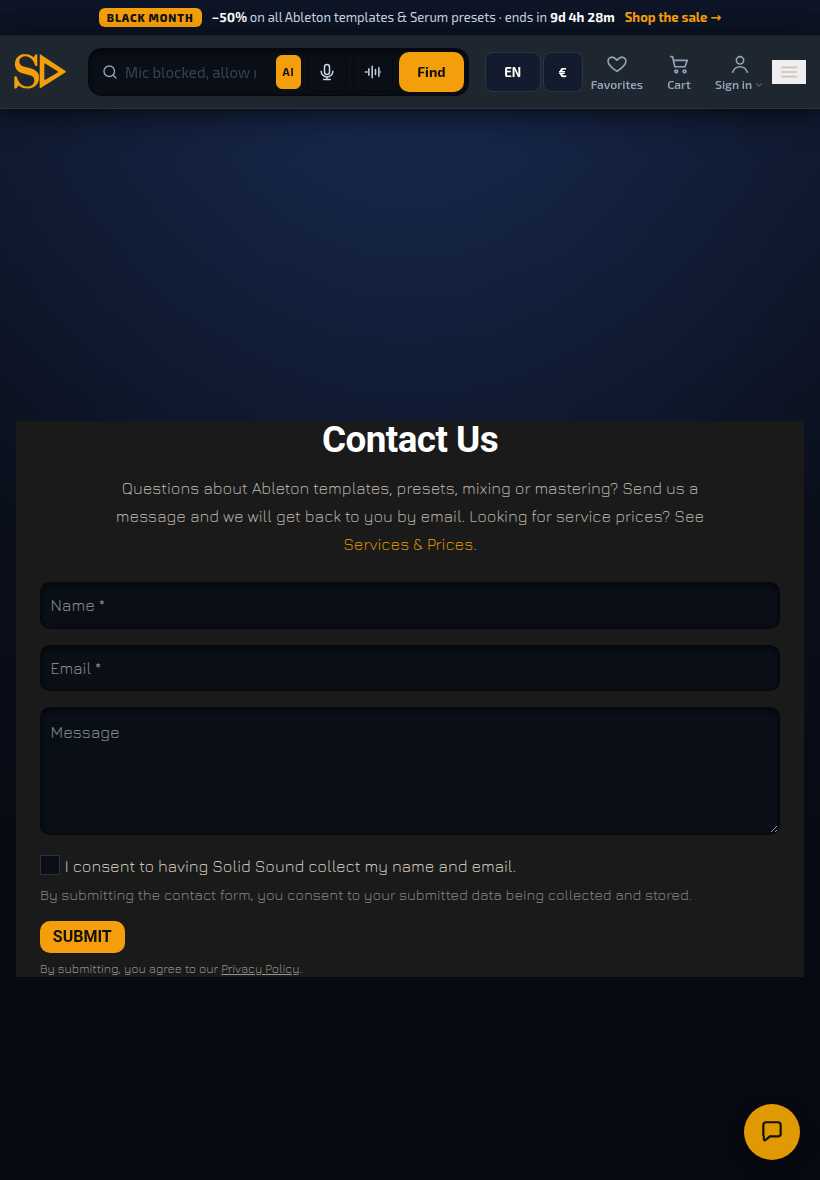 BLACK MONTH −50% on all Ableton templates & Serum presets · ends in 9d 4h 28m Shop the sale →
S
Mic blocked, allow
AI
Find
EN
€
Favorites
Cart
Sign in
Contact Us
Questions about Ableton templates, presets, mixing or mastering? Send us a
message and we will get back to you by email. Looking for service prices? See
Services & Prices.
Name *
Email *
Message
I consent to having Solid Sound collect my name and email.
By submitting the contact form, you consent to your submitted data being collected and stored.
SUBMIT
By submitting, you agree to our Privacy Policy.